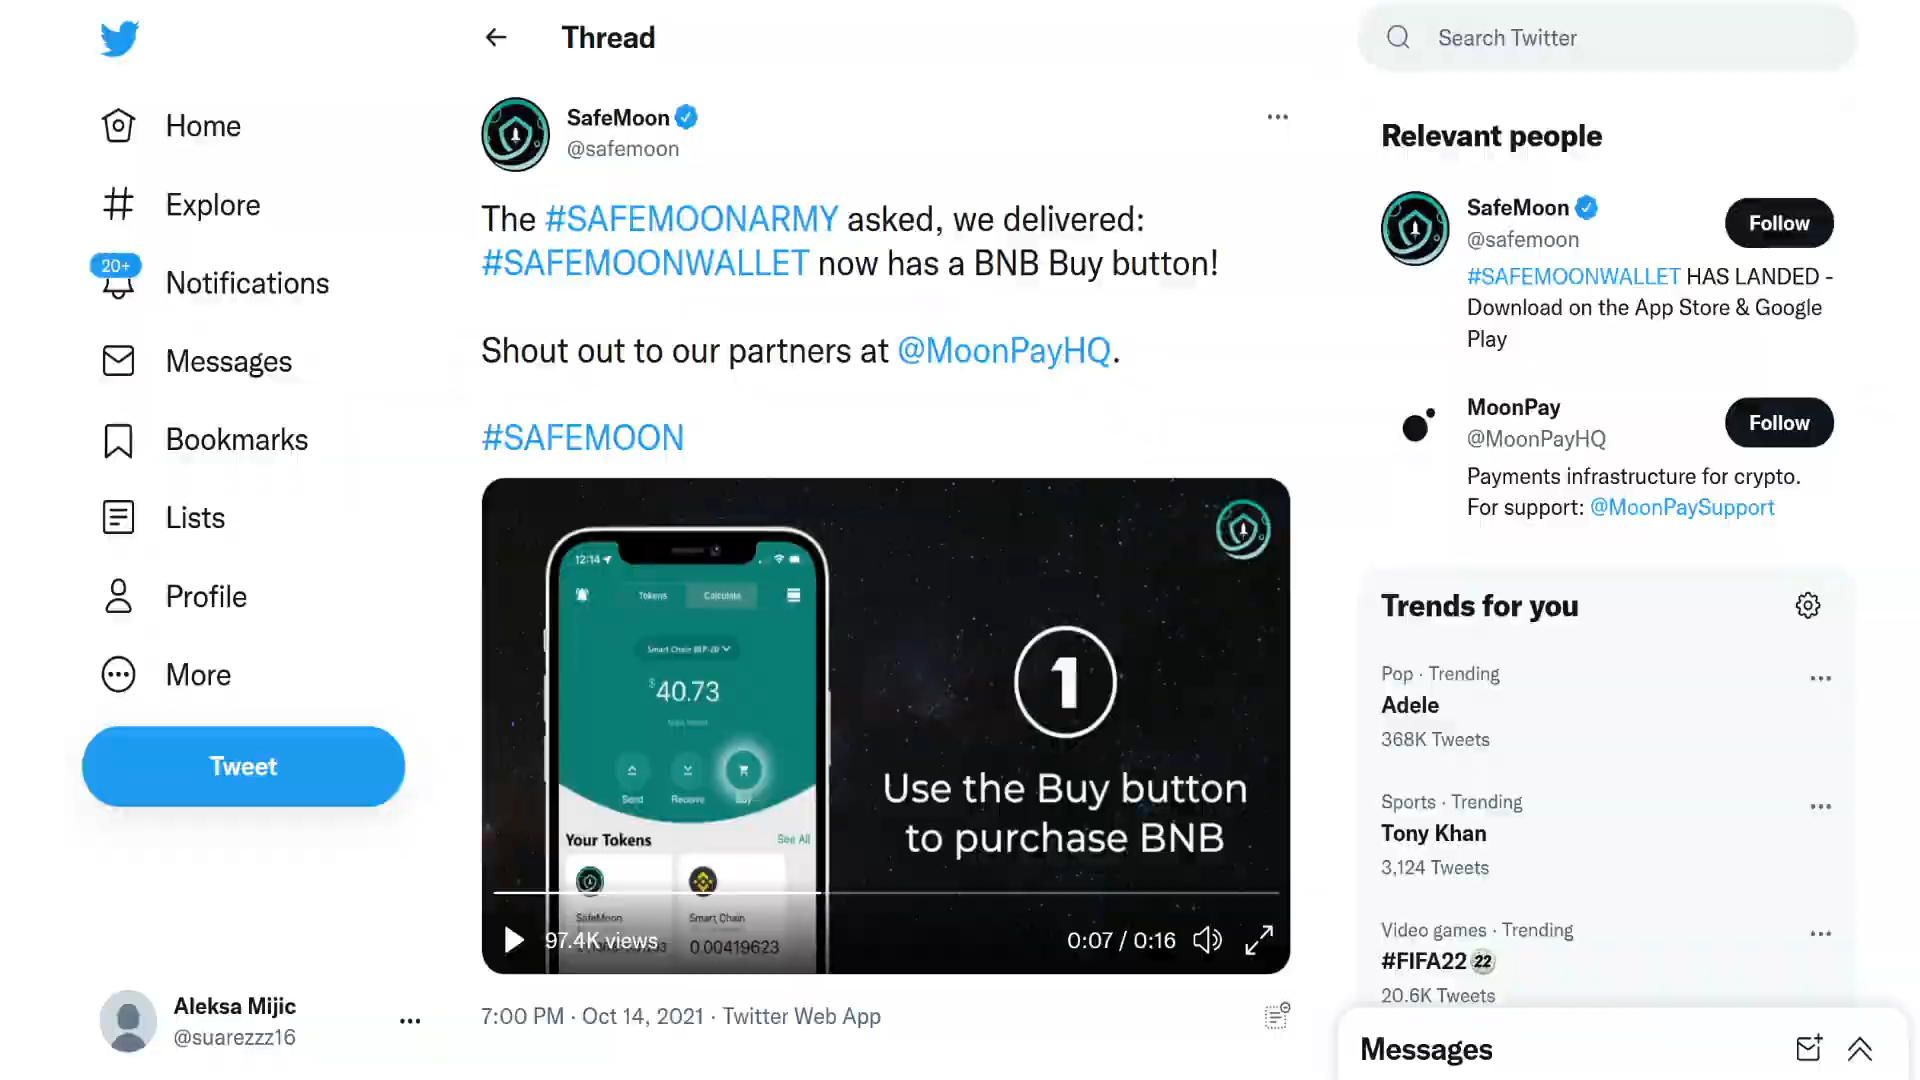 Home
Explore
20+
Notifications
Messages
Bookmarks
Lists
Profile
More
Tweet
Aleksa Mijic
@suarezzz16
Thread
SafeMoon
@safemoon
The #SAFEMOONARMY asked, we delivered:
#SAFEMOONWALLET now has a BNB Buy button!
Shout out to our partners at @MoonPayHQ.
#SAFEMOON
12:14
Tokens Calculate
Smart Chain BEP-20
$40.73
Send Receive Buy
Your Tokens See All
SafeMoon Smart Chain
0.00419623
1
Use the Buy button
to purchase BNB
97.4K views
0:07 / 0:16
7:00 PM · Oct 14, 2021 · Twitter Web App
Search Twitter
Relevant people
SafeMoon
@safemoon
Follow
#SAFEMOONWALLET HAS LANDED -
Download on the App Store & Google
Play
MoonPay
@MoonPayHQ
Follow
Payments infrastructure for crypto.
For support: @MoonPaySupport
Trends for you
Pop · Trending
Adele
368K Tweets
Sports · Trending
Tony Khan
3,124 Tweets
Video games · Trending
#FIFA22 22
20.6K Tweets
Messages